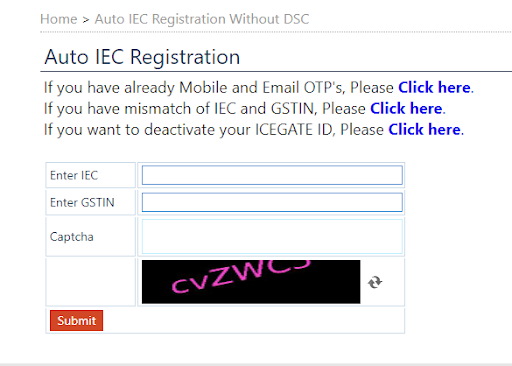 Home > Auto IEC Registration Without DSC
Auto IEC Registration
If you have already Mobile and Email OTP's, Please Click here.
If you have mismatch of IEC and GSTIN, Please Click here.
If you want to deactivate your ICEGATE ID, Please Click here.
Enter IEC
Enter GSTIN
Captcha
Submit